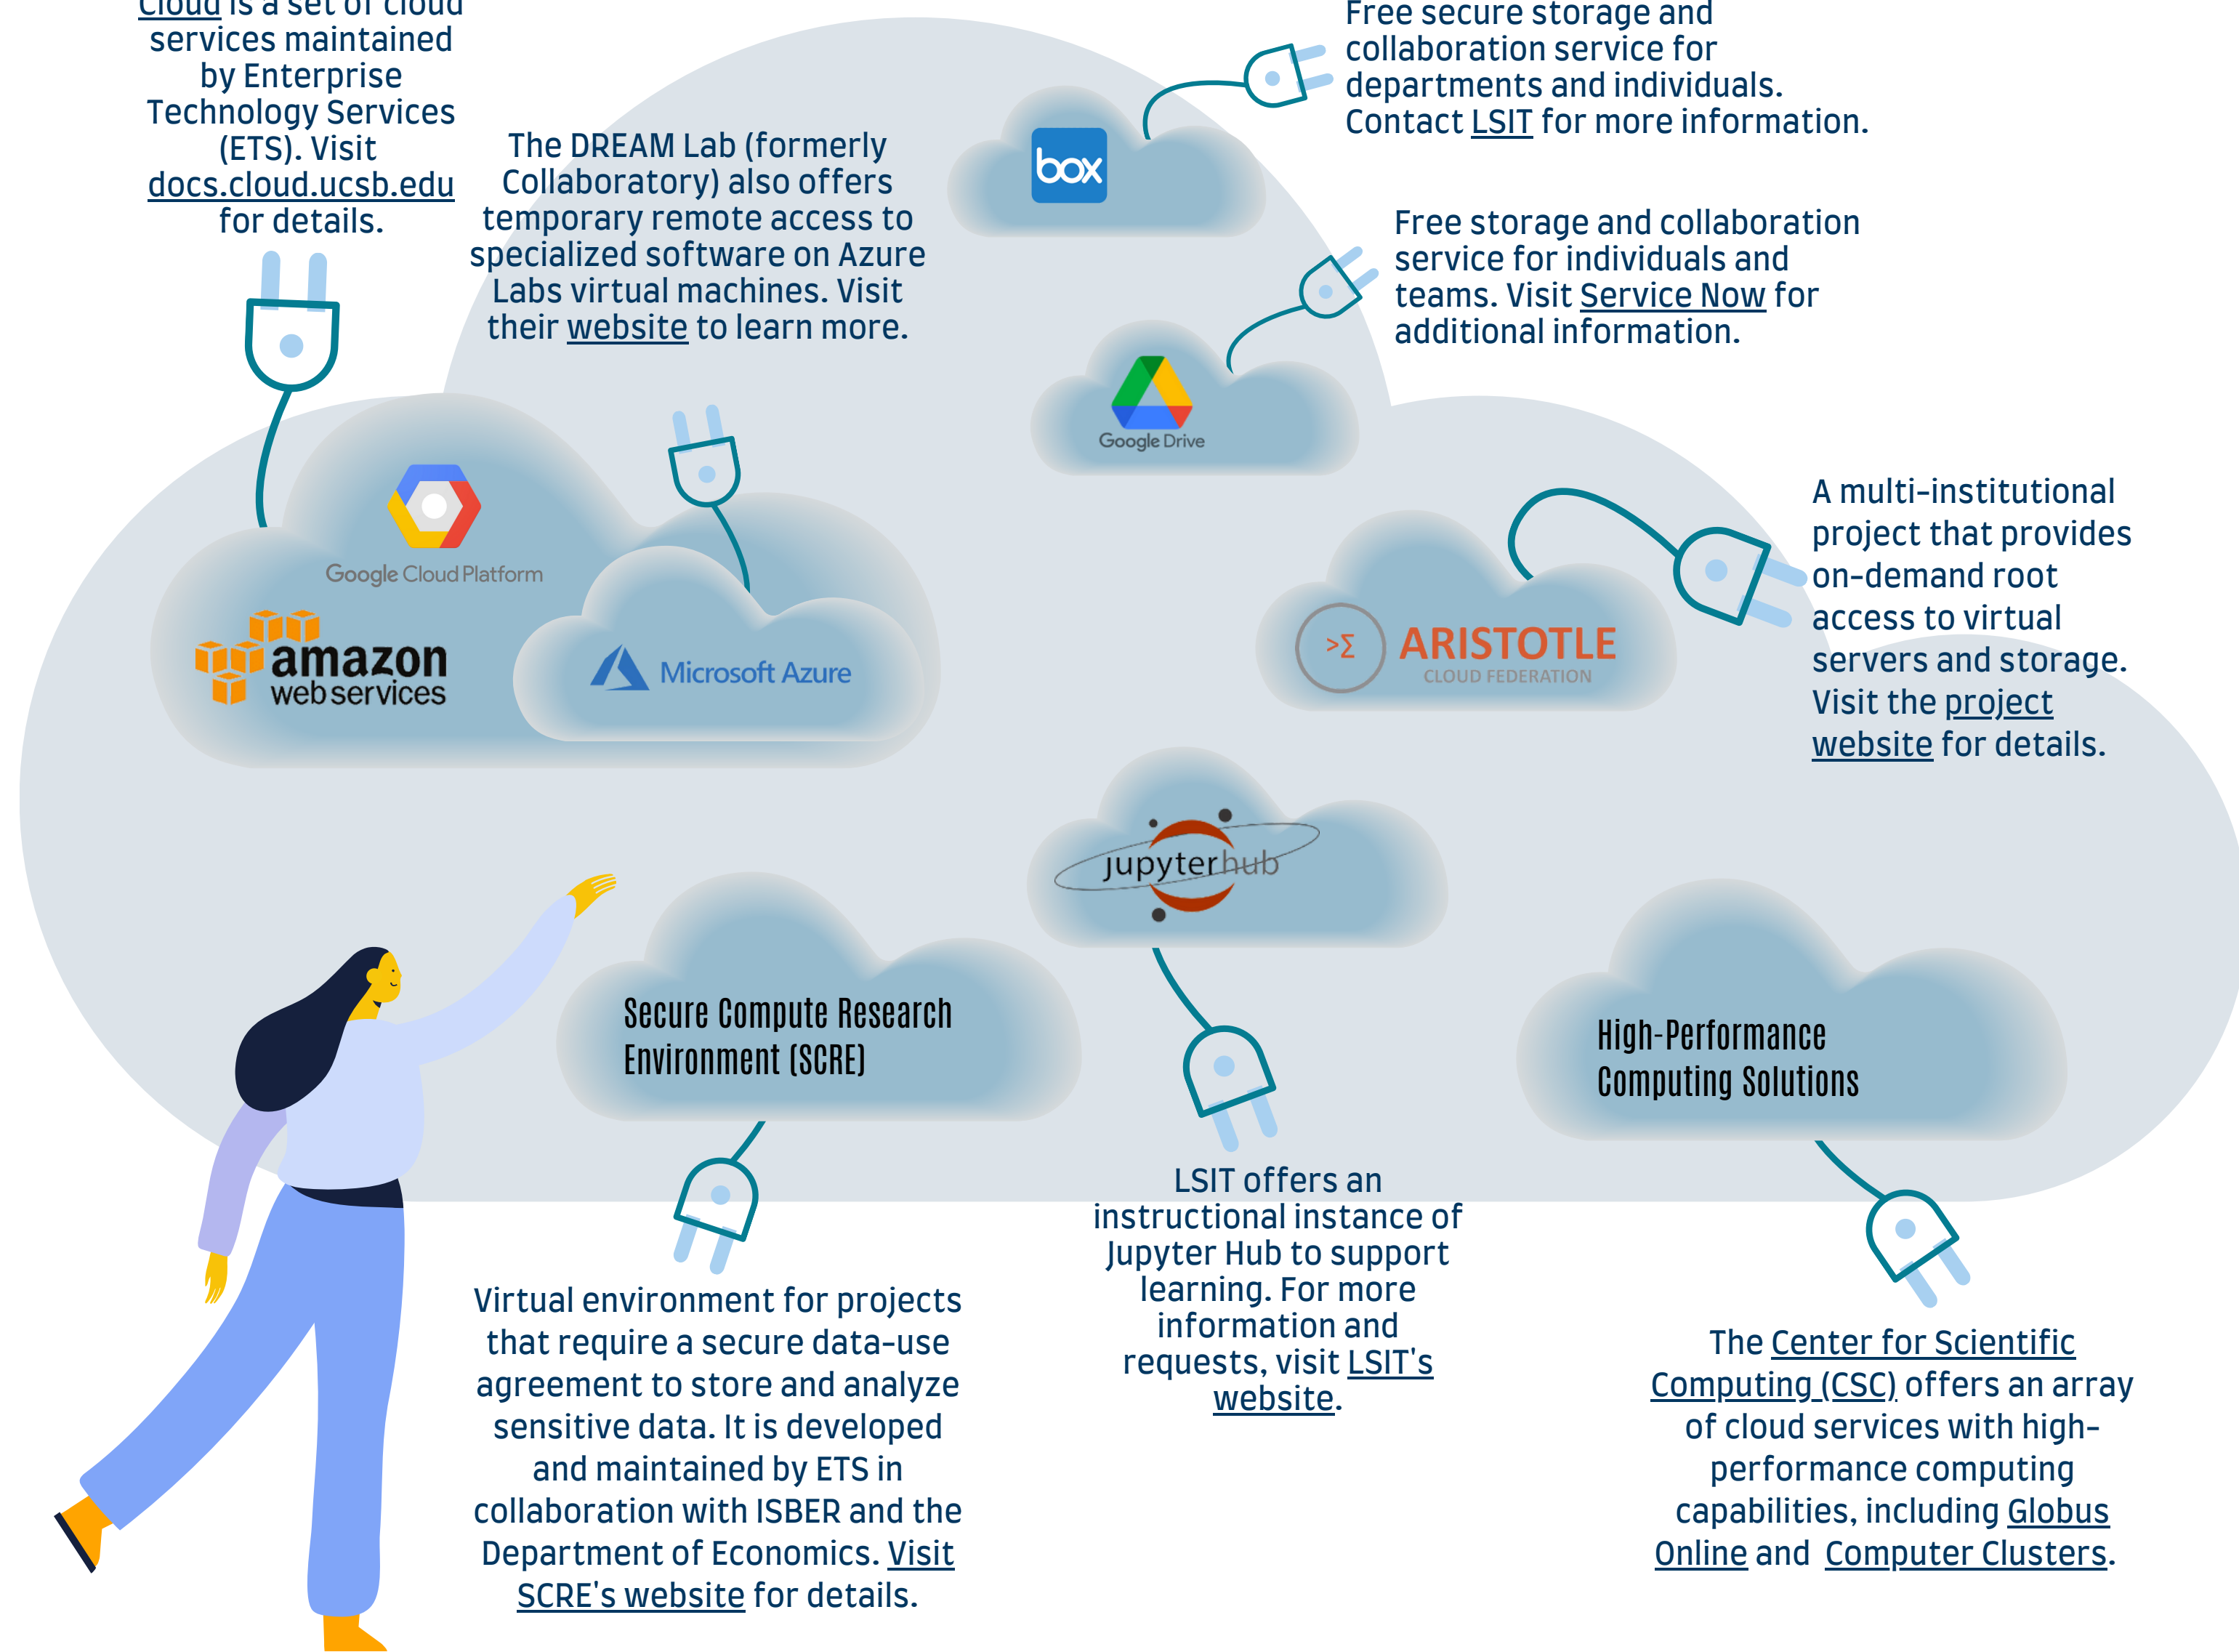 Cloud is a set of cloud
services maintained
by Enterprise
Technology Services
(ETS). Visit
docs.cloud.ucsb.edu
for details.
The DREAM Lab (formerly
Collaboratory) also offers
temporary remote access to
specialized software on Azure
Labs virtual machines. Visit
their website to learn more.
box
Free secure storage and
collaboration service for
departments and individuals.
Contact LSIT for more information.
Google Drive
Free storage and collaboration
service for individuals and
teams. Visit Service Now for
additional information.
Google Cloud Platform
amazon
web services
Microsoft Azure
>Σ
ARISTOTLE
CLOUD FEDERATION
A multi-institutional
project that provides
on-demand root
access to virtual
servers and storage.
Visit the project
website for details.
jupyterhub
Secure Compute Research
Environment (SCRE)
High-Performance
Computing Solutions
Virtual environment for projects
that require a secure data-use
agreement to store and analyze
sensitive data. It is developed
and maintained by ETS in
collaboration with ISBER and the
Department of Economics. Visit
SCRE's website for details.
LSIT offers an
instructional instance of
Jupyter Hub to support
learning. For more
information and
requests, visit LSIT's
website.
The Center for Scientific
Computing (CSC) offers an array
of cloud services with high-
performance computing
capabilities, including Globus
Online and Computer Clusters.